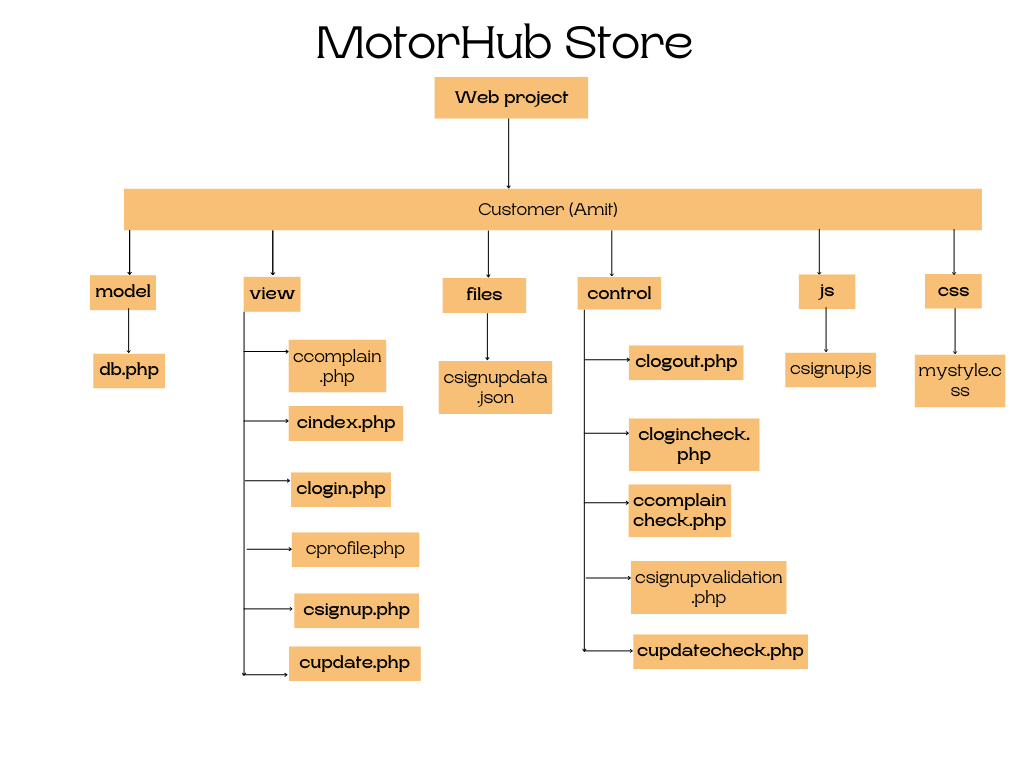 MotorHub Store
Web project
Customer (Amit)
model
view
files
control
js
css
db.php
ccomplain
.php
cindex.php
clogin.php
cprofile.php
csignup.php
cupdate.php
csignupdata
.json
clogout.php
clogincheck.
php
ccomplain
check.php
csignupvalidation
.php
cupdatecheck.php
csignup.js
mystyle.c
ss